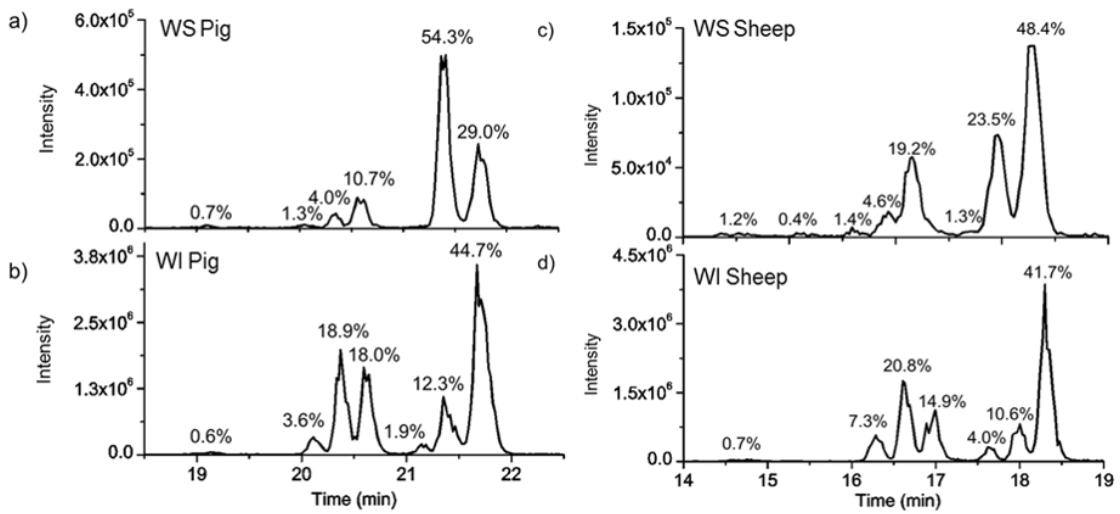 a)
WS Pig
Intensity
6.0x10⁵
4.0x10⁵
2.0x10⁵
0.0
0.7%
1.3%
4.0%
10.7%
54.3%
29.0%
b)
WI Pig
Intensity
3.8x10⁶
2.5x10⁶
1.3x10⁶
0.0
0.6%
3.6%
18.9%
18.0%
1.9%
12.3%
44.7%
19
20
21
22
Time (min)
c)
WS Sheep
Intensity
1.5x10⁵
1.0x10⁵
5.0x10⁴
0.0
1.2%
0.4%
1.4%
4.6%
19.2%
1.3%
23.5%
48.4%
d)
WI Sheep
Intensity
4.5x10⁶
3.0x10⁶
1.5x10⁶
0.0
0.7%
7.3%
20.8%
14.9%
4.0%
10.6%
41.7%
14
15
16
17
18
19
Time (min)